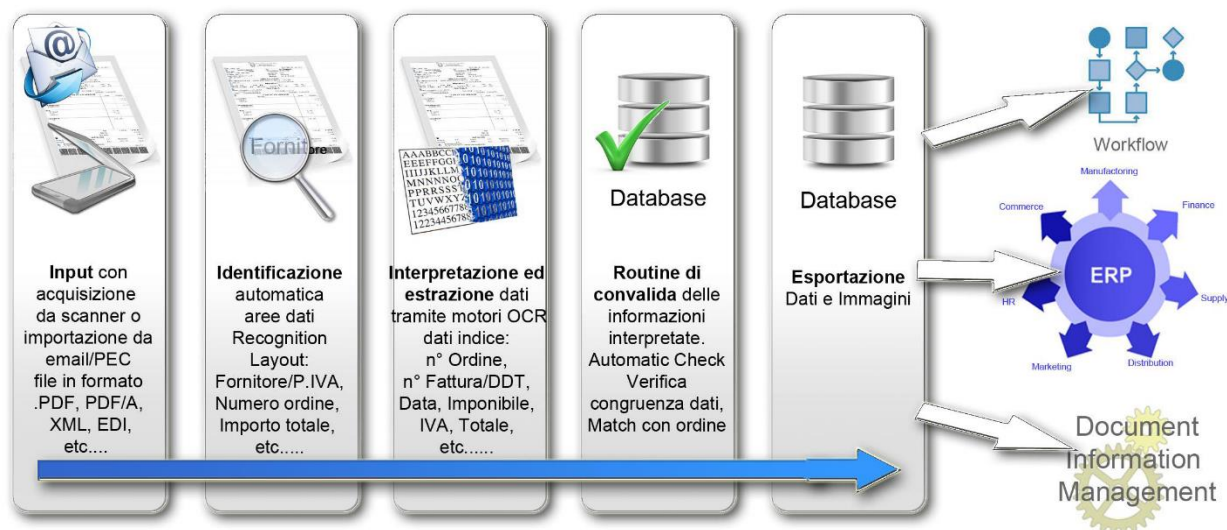 Input con
acquisizione
da scanner o
importazione da
email/PEC
file in formato
.PDF, PDF/A,
XML, EDI,
etc....
Fornitore
Identificazione
automatica
aree dati
Recognition
Layout:
Fornitore/P.IVA,
Numero ordine,
Importo totale,
etc.....
Interpretazione ed
estrazione dati
tramite motori OCR
dati indice:
n° Ordine,
n° Fattura/DDT,
Data, Imponibile,
IVA, Totale,
etc......
Database
Routine di
convalida delle
informazioni
interpretate.
Automatic Check
Verifica
congruenza dati,
Match con ordine
Database
Esportazione
Dati e Immagini
Workflow
Manufactoring
Commerce
Finance
ERP
HR
Supply
Marketing
Distribution
Document
Information
Management